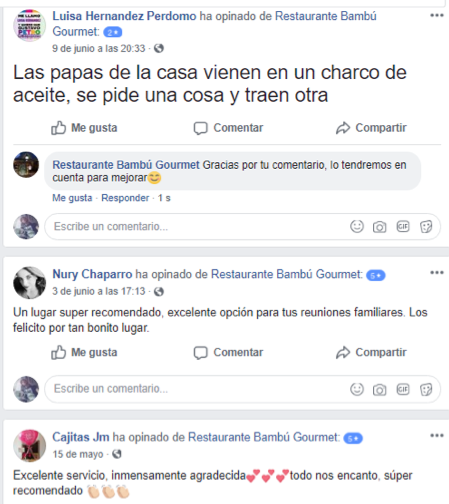 Luisa Hernandez Perdomo ha opinado de Restaurante Bambú
Gourmet: 2★
9 de junio a las 20:33 ·
Las papas de la casa vienen en un charco de
aceite, se pide una cosa y traen otra
Me gusta Comentar Compartir
Restaurante Bambú Gourmet Gracias por tu comentario, lo tendremos en
cuenta para mejorar😊
Me gusta · Responder · 1 s
Escribe un comentario... GIF
Nury Chaparro ha opinado de Restaurante Bambú Gourmet: 5★
3 de junio a las 17:13 ·
Un lugar super recomendado, excelente opción para tus reuniones familiares. Los
felicito por tan bonito lugar.
Me gusta Comentar Compartir
Escribe un comentario... GIF
Cajitas Jm ha opinado de Restaurante Bambú Gourmet: 5★
15 de mayo ·
Excelente servicio, inmensamente agradecida💕💕💕todo nos encanto, súper
recomendado 👏🏻👏🏻👏🏻